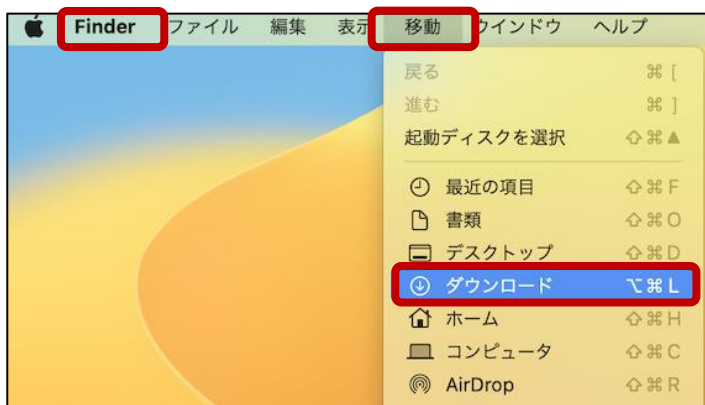 Finder ファイル 編集 表示 移動 ウインドウ ヘルプ
戻る ⌘ [
進む ⌘ ]
起動ディスクを選択 ⇧⌘▲
最近の項目 ⇧⌘F
書類 ⇧⌘O
デスクトップ ⇧⌘D
ダウンロード ⌥⌘L
ホーム ⇧⌘H
コンピュータ ⇧⌘C
AirDrop ⇧⌘R